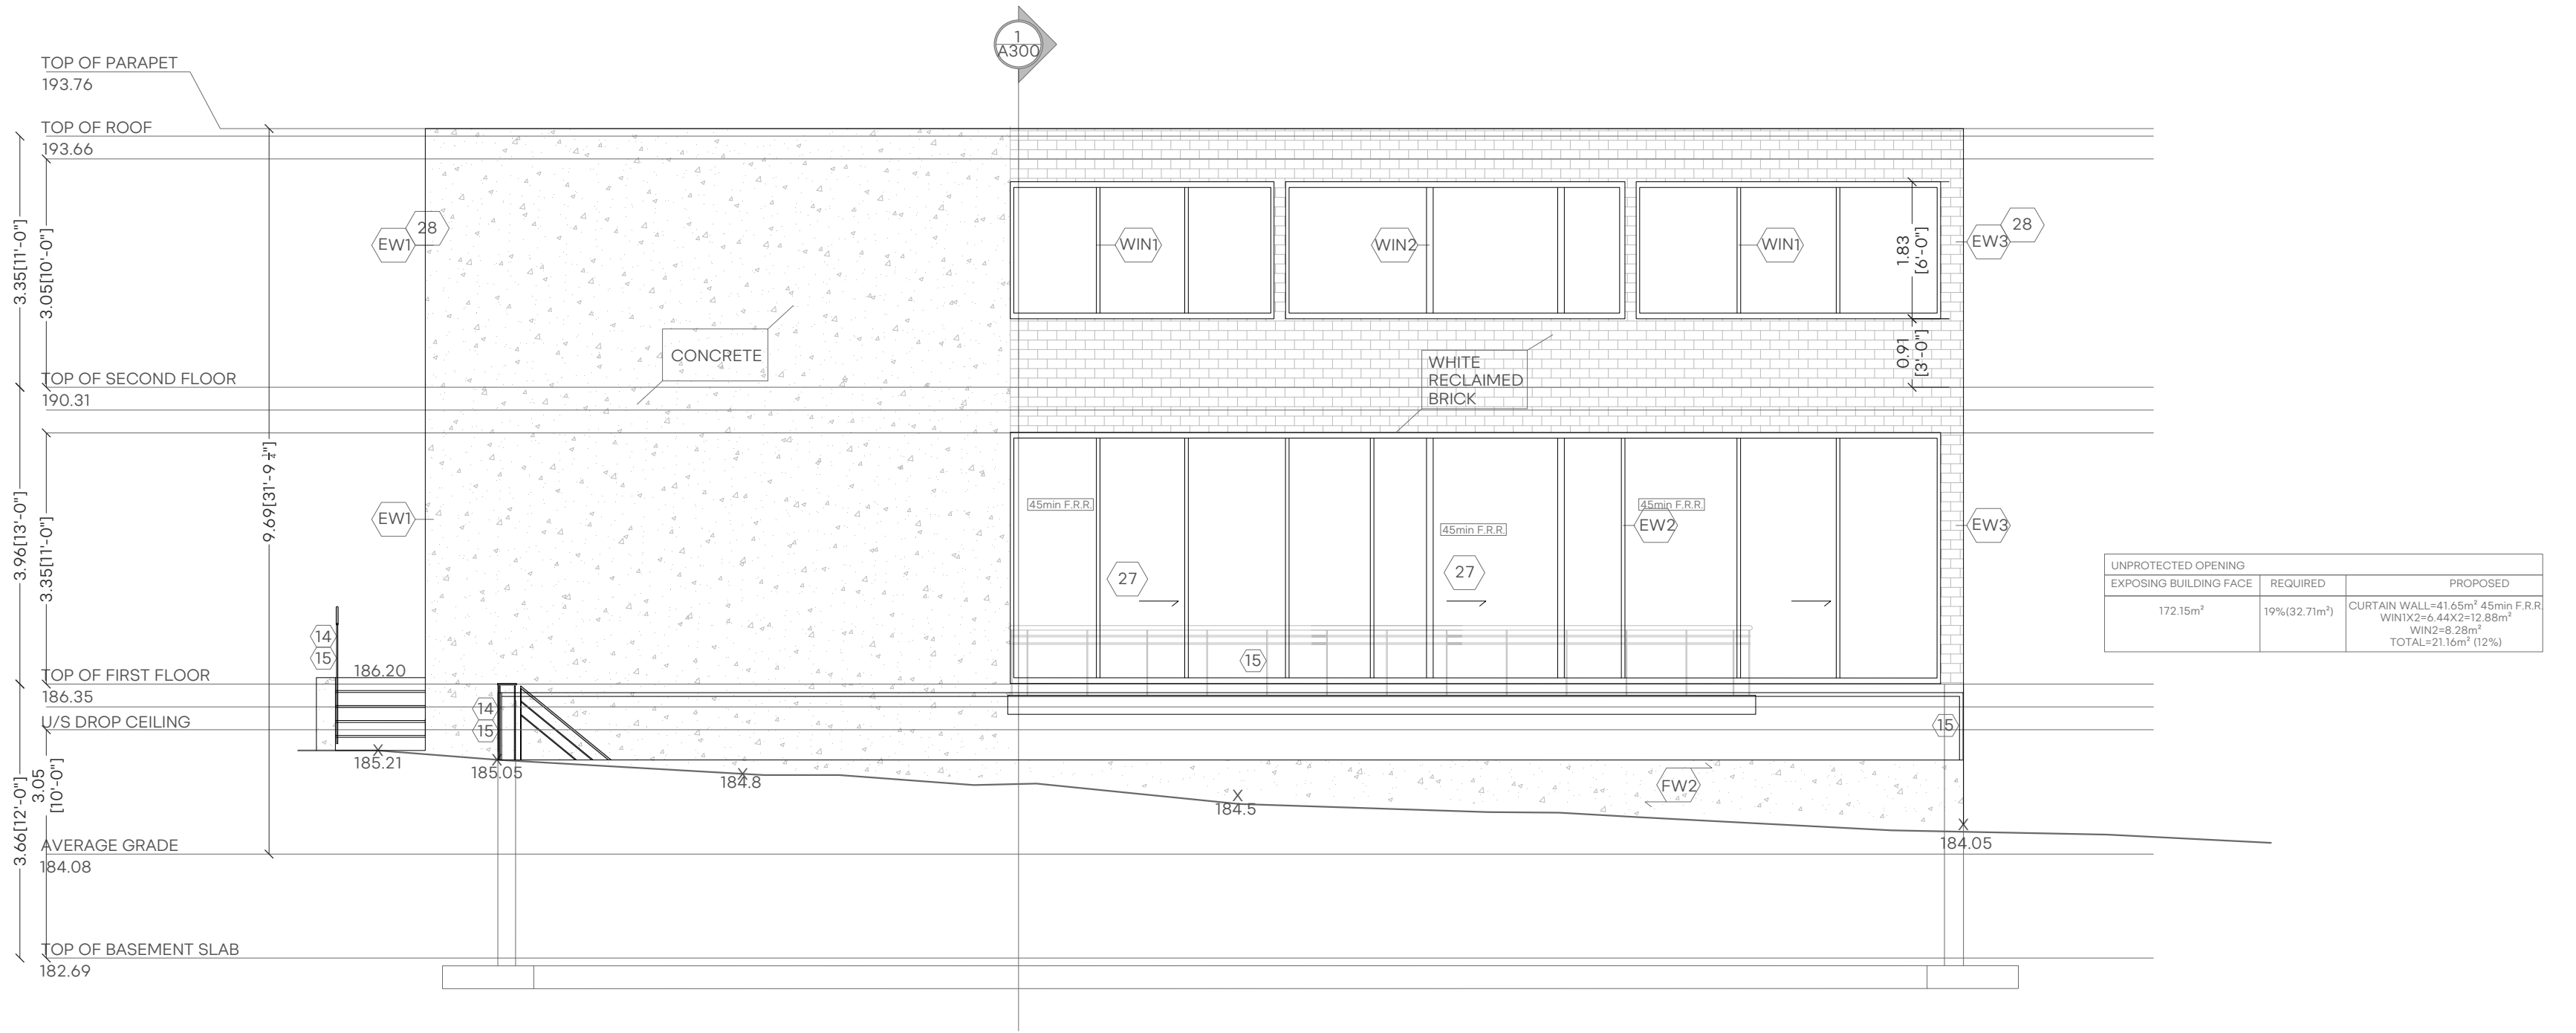 1
A300
TOP OF PARAPET
193.76
TOP OF ROOF
193.66
3.35[11'-0"]
3.05[10'-0"]
28
EW1
WIN1
WIN2
WIN1
1.83
[6'-0"]
28
EW3
CONCRETE
WHITE
RECLAIMED
BRICK
0.91
[3'-0"]
TOP OF SECOND FLOOR
190.31
9.69[31'-9 1/4"]
3.96[13'-0"]
3.35[11'-0"]
EW1
45min F.R.R.
45min F.R.R.
45min F.R.R.
EW2
EW3
27
27
UNPROTECTED OPENING
EXPOSING BUILDING FACE REQUIRED PROPOSED
172.15m² 19%(32.71m²) CURTAIN WALL=41.65m² 45min F.R.R.
WIN1X2=6.44X2=12.88m²
WIN2=8.28m²
TOTAL=21.16m² (12%)
14
15
15
186.20
TOP OF FIRST FLOOR
186.35
14
15
15
U/S DROP CEILING
185.21
185.05
184.8
184.5
FW2
184.05
3.66[12'-0"]
3.05
[10'-0"]
AVERAGE GRADE
184.08
TOP OF BASEMENT SLAB
182.69